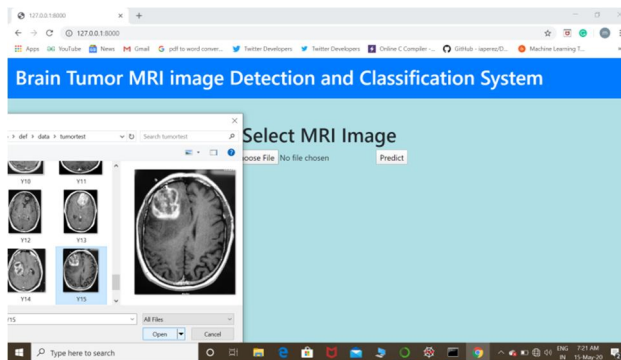 127.0.0.1:8000
127.0.0.1:8000
Apps YouTube News Gmail pdf to word conver... Twitter Developers Twitter Developers Online C Compiler -... GitHub - iaperez/D... Machine Learning T...
Brain Tumor MRI image Detection and Classification System
def > data > tumortest Search tumortest
Select MRI Image
oose File No file chosen Predict
Y10 Y11
Y12 Y13
Y14 Y15
Y15 All Files
Open Cancel
Type here to search
ENG 7:21 AM
15-May-20